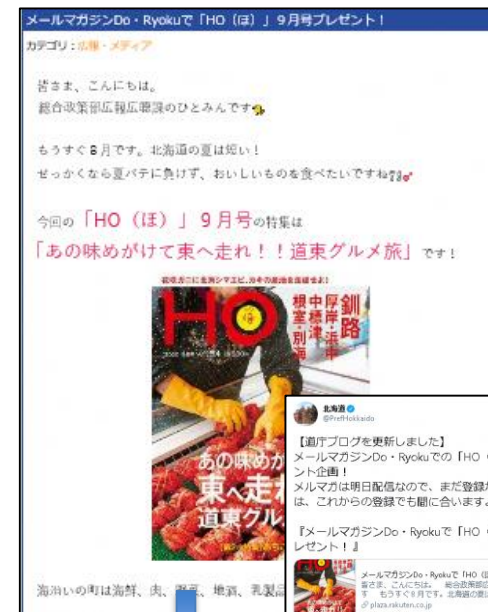 メールマガジンDo・Ryokuで「HO（ほ）」9月号プレゼント！
カテゴリ：広報・メディア
皆さま、こんにちは。
総合政策部広報広聴課のひとみんです
もうすぐ8月です。北海道の夏は短い！
せっかくなら夏バテに負けず、おいしいものを食べたいですね
今回の「HO（ほ）」9月号の特集は
「あの味めがけて東へ走れ！！道東グルメ旅」です！
HO
ほ
釧路
厚岸・浜中
中標津
根室・別海
あの味めが
東へ走
道東グル
海沿いの町は海鮮、肉、野菜、地酒、乳製品
北海道
@PrefHokkaido
【道庁ブログを更新しました】
メールマガジンDo・Ryokuでの「HO（
ント企画！
メルマガは明日配信なので、まだ登録が
は、これからの登録でも間に合います
『メールマガジンDo・Ryokuで「HO（ほ
レゼント！』
メールマガジンDo・Ryokuで「HO（ほ
皆さま、こんにちは。 総合政策部広
す もうすぐ8月です。北海道の夏は
plaza.rakuten.co.jp